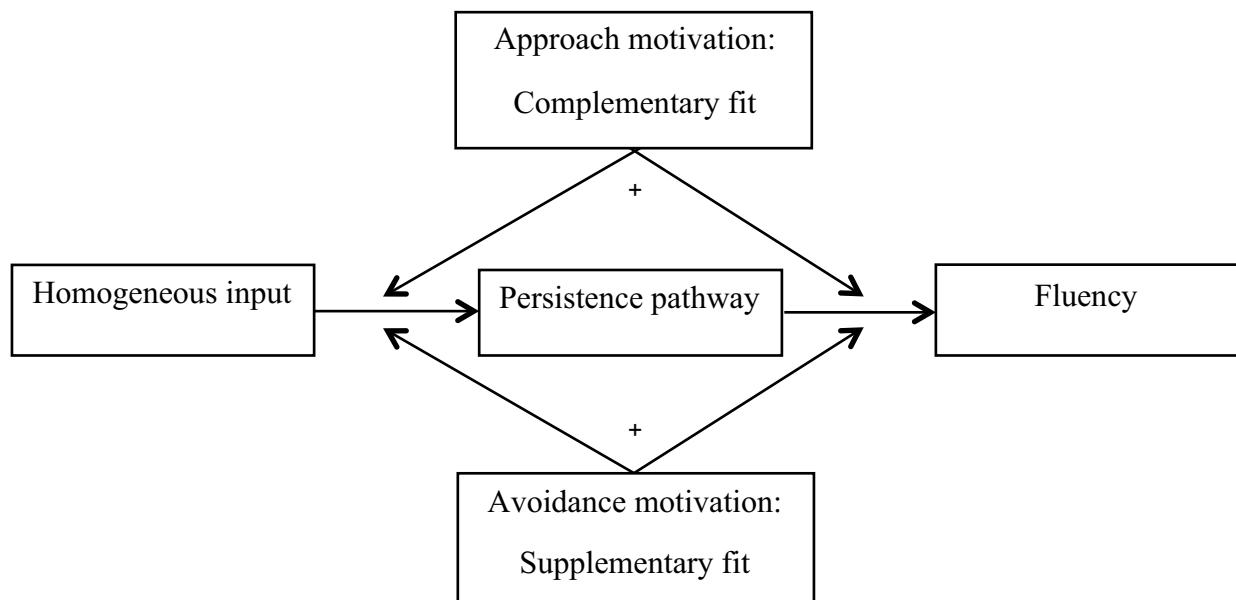 Approach motivation:
Complementary fit
+
Homogeneous input
Persistence pathway
Fluency
+
Avoidance motivation:
Supplementary fit